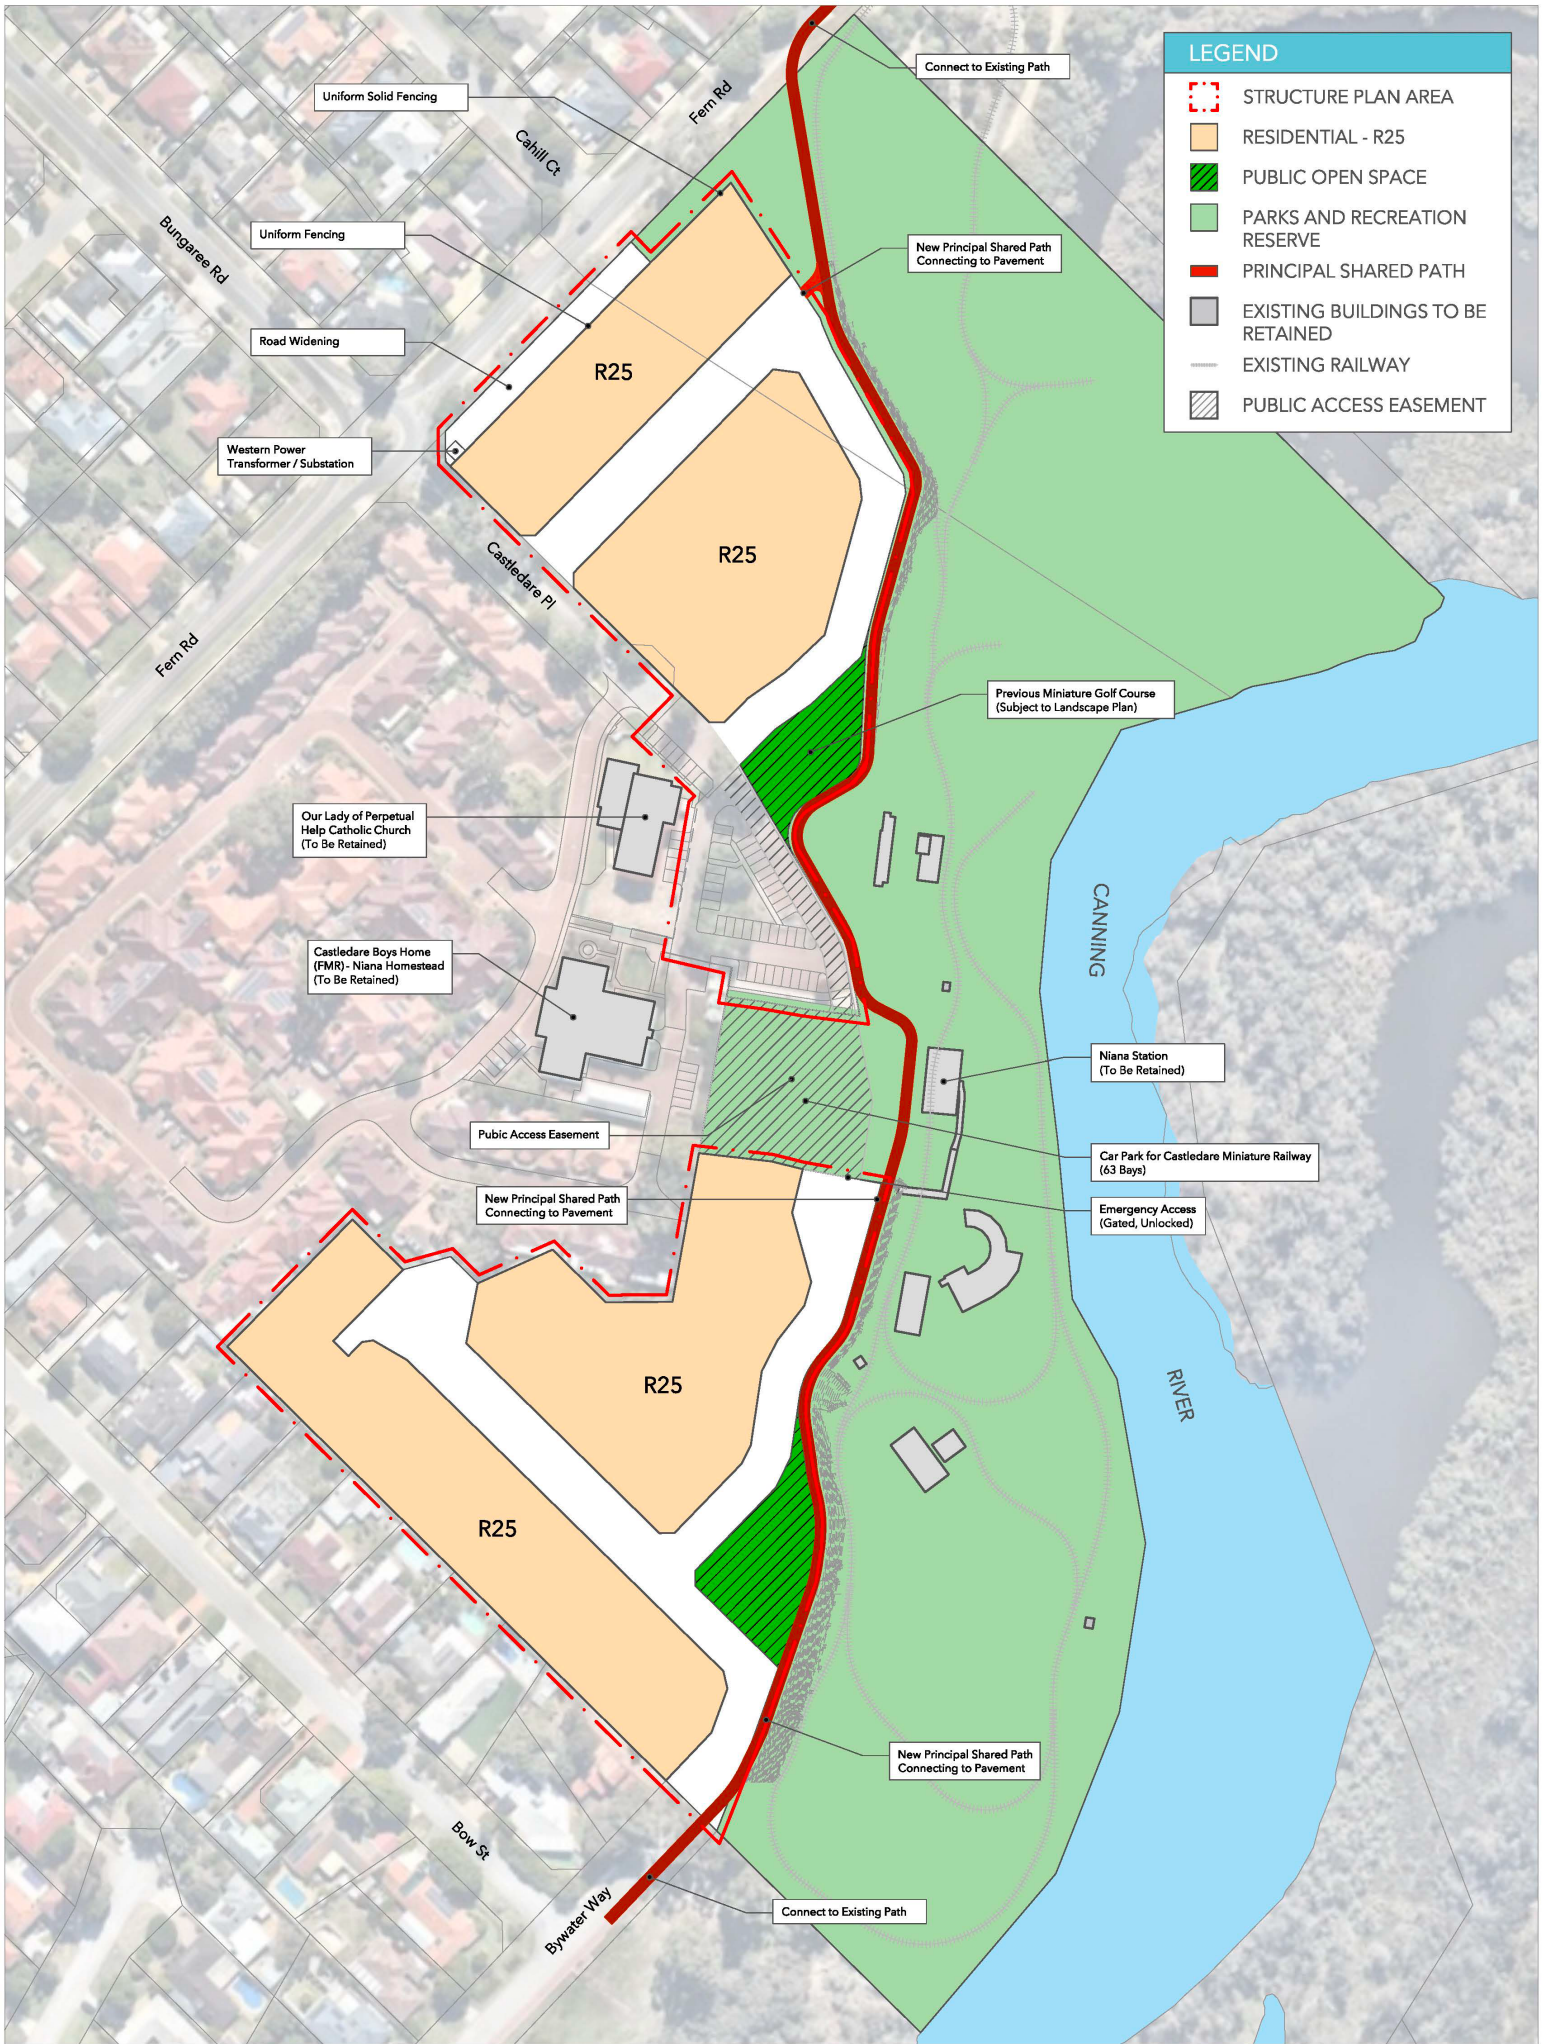 Connect to Existing Path
LEGEND
STRUCTURE PLAN AREA
RESIDENTIAL - R25
PUBLIC OPEN SPACE
PARKS AND RECREATION
RESERVE
PRINCIPAL SHARED PATH
EXISTING BUILDINGS TO BE
RETAINED
EXISTING RAILWAY
PUBLIC ACCESS EASEMENT
Uniform Solid Fencing
Fern Rd
Cahill Ct
Bungaree Rd
Uniform Fencing
New Principal Shared Path
Connecting to Pavement
Road Widening
R25
Western Power
Transformer / Substation
R25
Castledare Pl
Fern Rd
Previous Miniature Golf Course
(Subject to Landscape Plan)
Our Lady of Perpetual
Help Catholic Church
(To Be Retained)
CANNING
Castledare Boys Home
(FMR) - Niana Homestead
(To Be Retained)
Niana Station
(To Be Retained)
Pubic Access Easement
Car Park for Castledare Miniature Railway
(63 Bays)
New Principal Shared Path
Connecting to Pavement
Emergency Access
(Gated, Unlocked)
R25
RIVER
R25
New Principal Shared Path
Connecting to Pavement
Bow St
Bywater Way
Connect to Existing Path